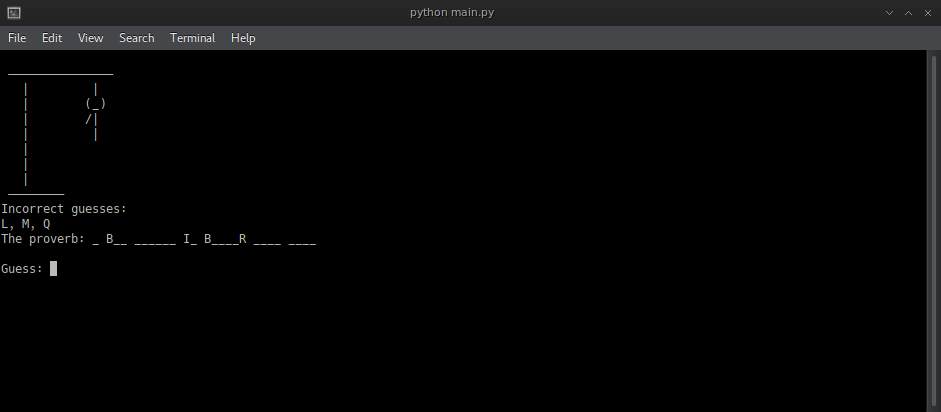 python main.py
File Edit View Search Terminal Help
_______________
|         |
|        (_)
|        /|
|         |
|
|
|
________
Incorrect guesses:
L, M, Q
The proverb: _ B__ ______ I_ B____R ____ ____
Guess: